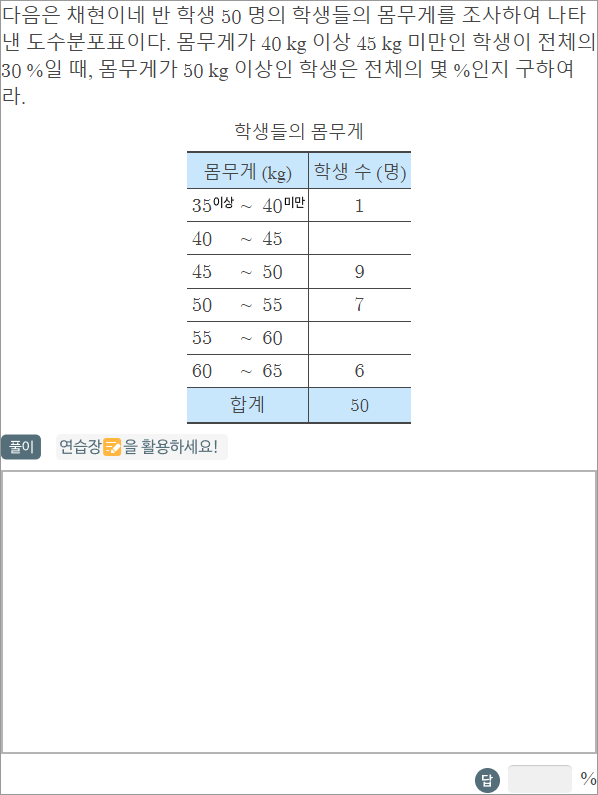 다음은 채현이네 반 학생 50 명의 학생들의 몸무게를 조사하여 나타
낸 도수분포표이다. 몸무게가 40 kg 이상 45 kg 미만인 학생이 전체의
30 %일 때, 몸무게가 50 kg 이상인 학생은 전체의 몇 %인지 구하여
라.
학생들의 몸무게
몸무게 (kg) 학생 수 (명)
35이상 ~ 40미만 1
40 ~ 45
45 ~ 50 9
50 ~ 55 7
55 ~ 60
60 ~ 65 6
합계 50
풀이 연습장을 활용하세요!
답 %